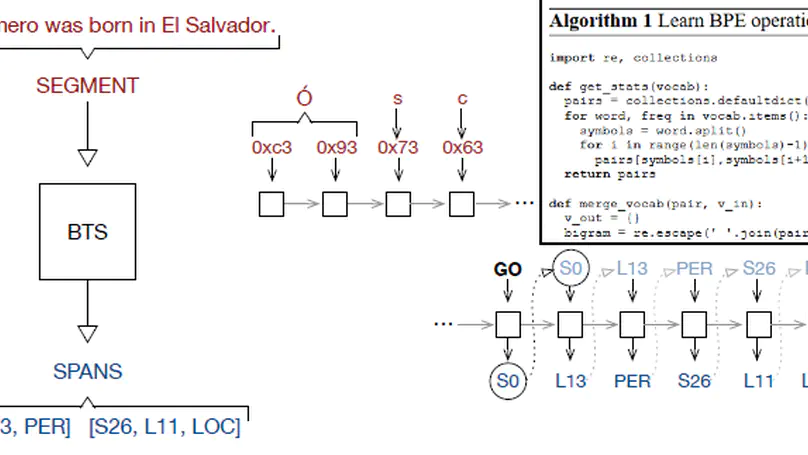 was born in El Salvador.
SEGMENT
BTS
SPANS
3, PER] [S26, L11, LOC]
Ó s c
0xc3 0x93 0x73 0x63
...
Algorithm 1 Learn BPE
import re, collections
def get_stats(vocab):
pairs = collections.defaultdict(
for word, freq in vocab.items():
symbols = word.split()
for i in range(len(symbols)-1)
pairs[symbols[i],symbols[i+1
return pairs
def merge_vocab(pair, v_in):
v_out = {}
bigram = re.escape(' '.join(pair
GO S0 L13 PER S26
...
S0 L13 PER S26 L11